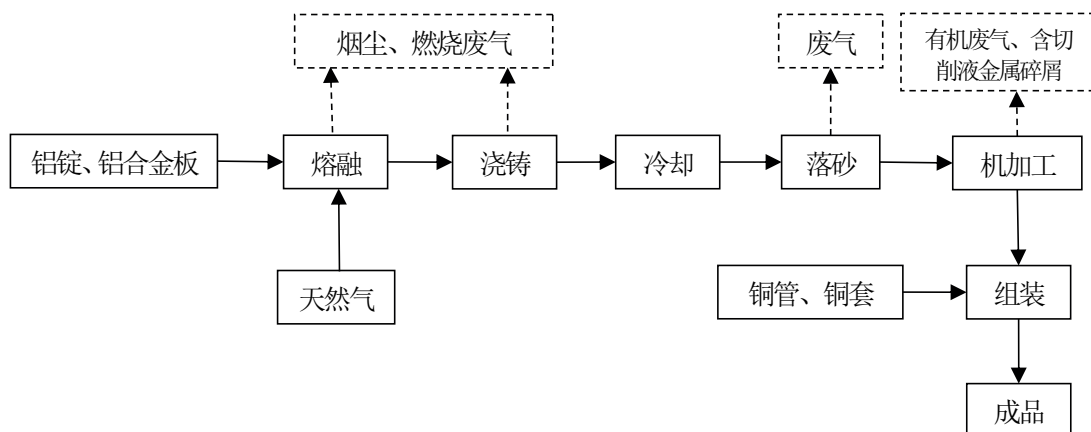 烟尘、燃烧废气
废气
有机废气、含切
削液金属碎屑
铝锭、铝合金板
熔融
浇铸
冷却
落砂
机加工
天然气
铜管、铜套
组装
成品